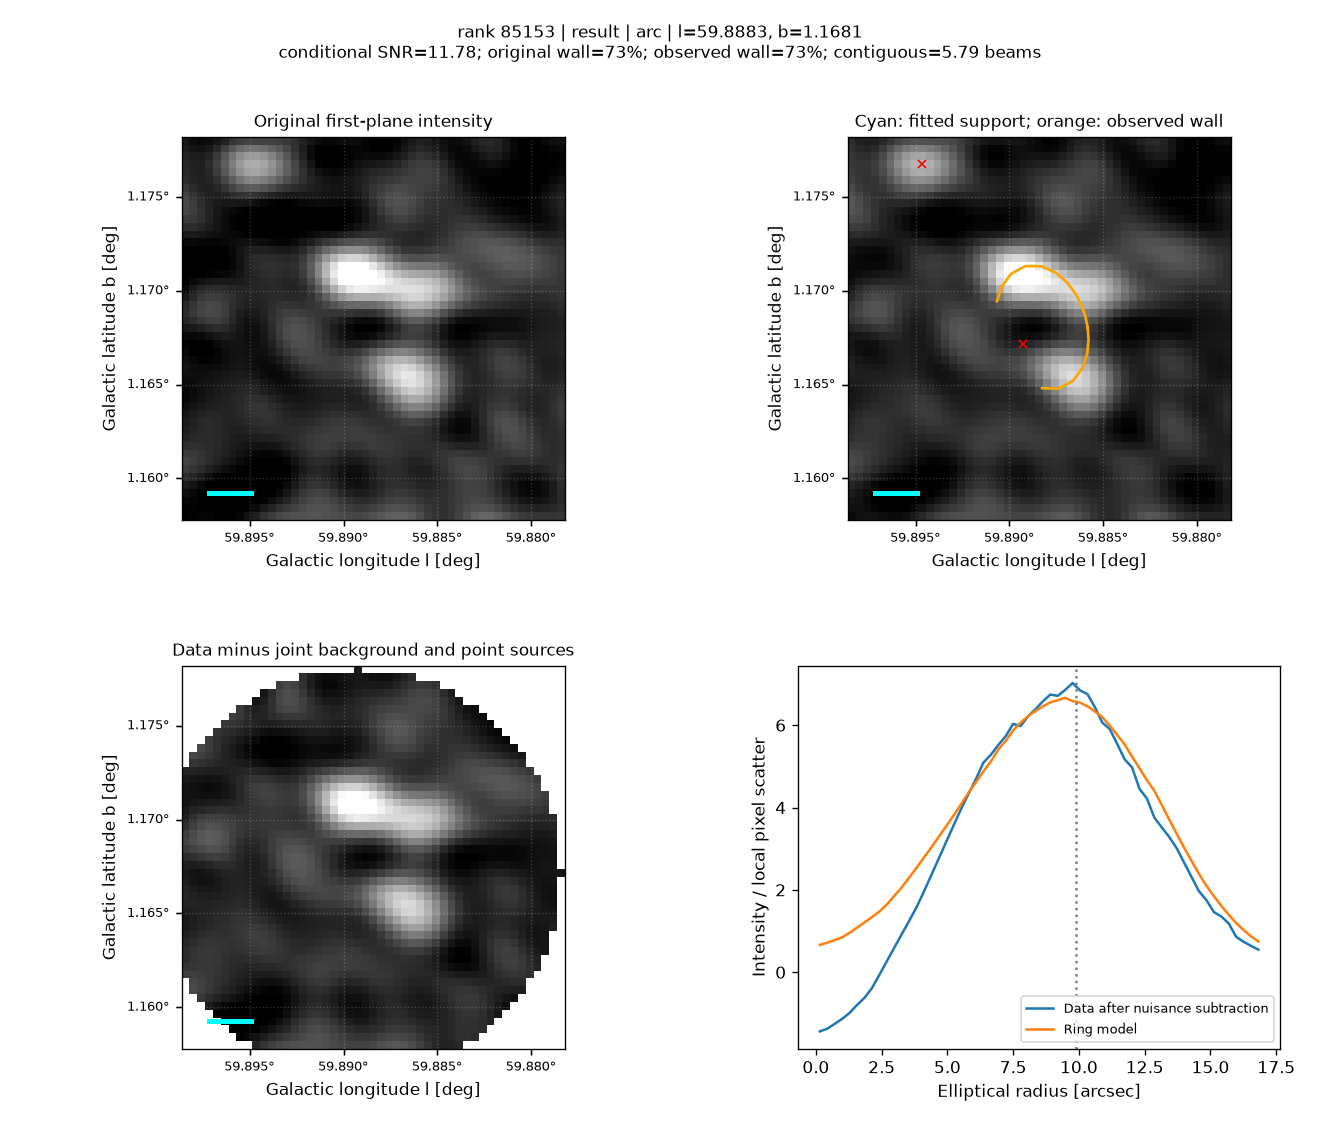 rank 85153 | result | arc | l=59.8883, b=1.1681
conditional SNR=11.78; original wall=73%; observed wall=73%; contiguous=5.79 beams
Original first-plane intensity
1.175°
1.170°
1.165°
1.160°
Galactic latitude b [deg]
59.895°
59.890°
59.885°
59.880°
Galactic longitude l [deg]
Cyan: fitted support; orange: observed wall
1.175°
1.170°
1.165°
1.160°
Galactic latitude b [deg]
59.895°
59.890°
59.885°
59.880°
Galactic longitude l [deg]
Data minus joint background and point sources
1.175°
1.170°
1.165°
1.160°
Galactic latitude b [deg]
59.895°
59.890°
59.885°
59.880°
Galactic longitude l [deg]
6
4
2
0
Intensity / local pixel scatter
Data after nuisance subtraction
Ring model
0.0
2.5
5.0
7.5
10.0
12.5
15.0
17.5
Elliptical radius [arcsec]